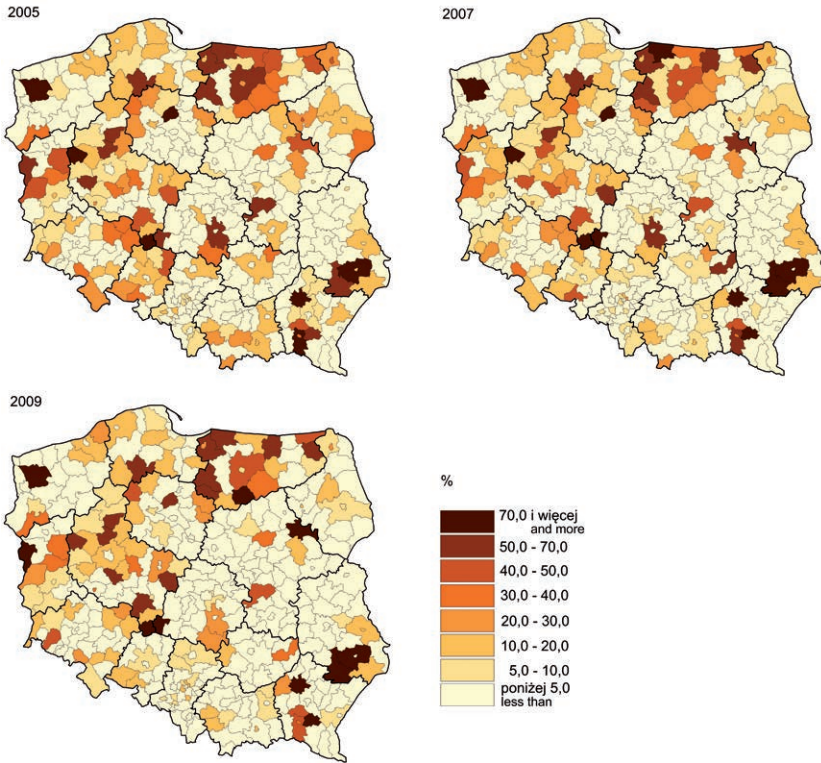 2005
2007
2009
%
70,0 i więcej
and more
50,0 - 70,0
40,0 - 50,0
30,0 - 40,0
20,0 - 30,0
10,0 - 20,0
5,0 - 10,0
poniżej 5,0
less than